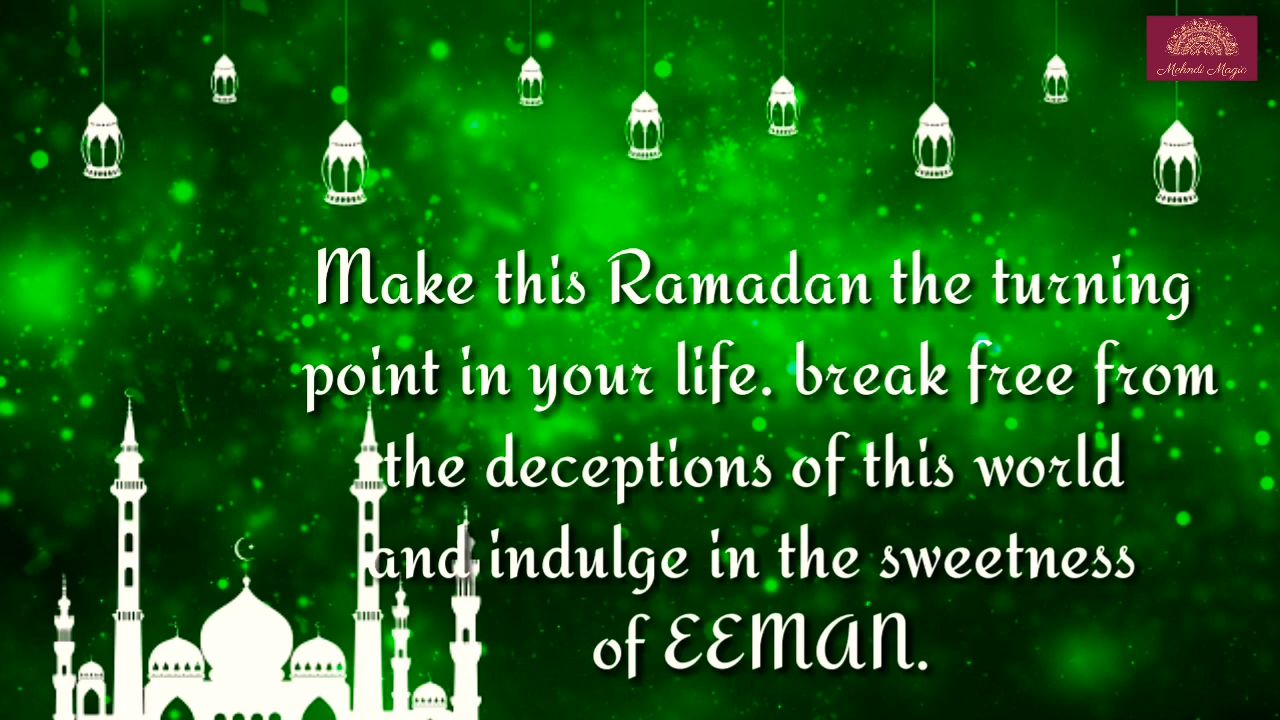 Mehndi Magic
Make this Ramadan the turning
point in your life. break free from
the deceptions of this world
and indulge in the sweetness
of EEMAN.